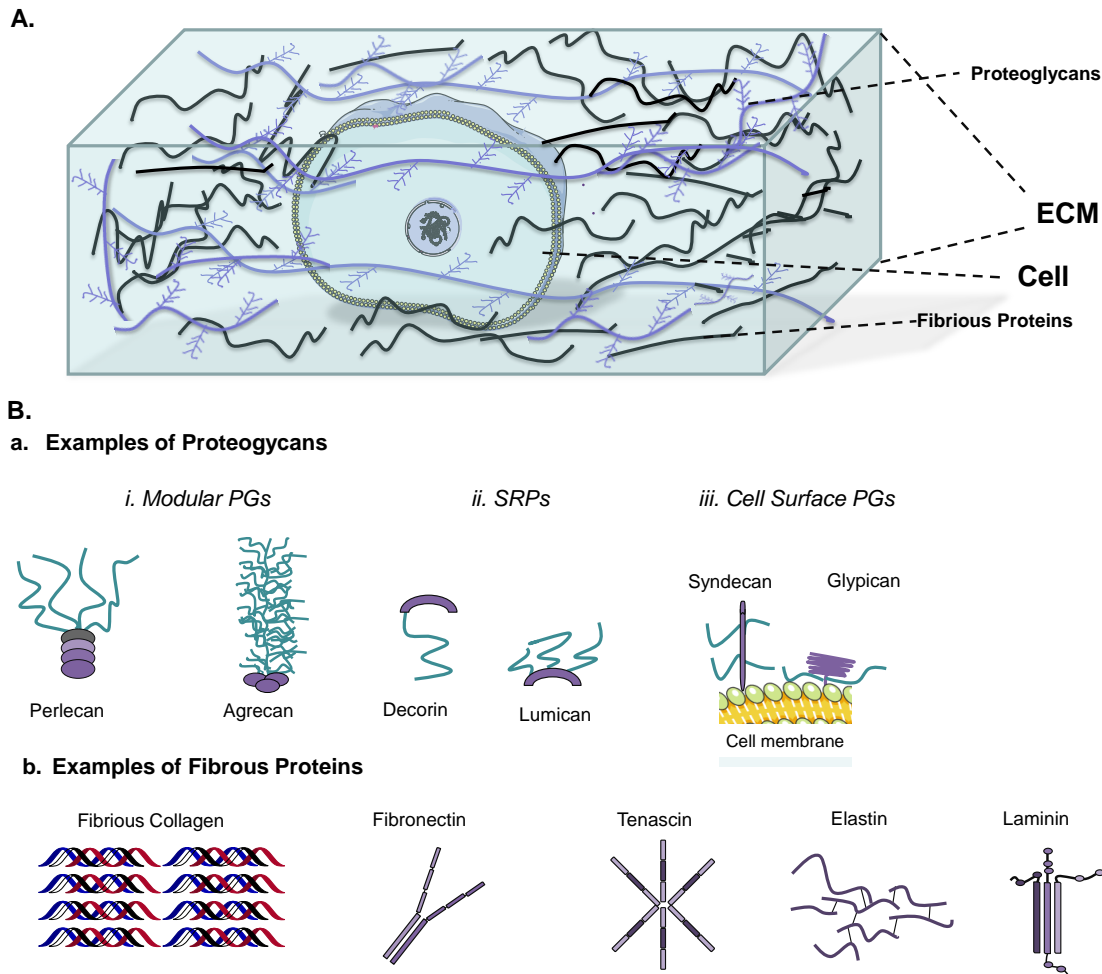 A.
Proteoglycans
ECM
Cell
Fibrious Proteins
B.
a. Examples of Proteogycans
i. Modular PGs
ii. SRPs
iii. Cell Surface PGs
Syndecan
Glypican
Perlecan
Agrecan
Decorin
Lumican
Cell membrane
b. Examples of Fibrous Proteins
Fibrious Collagen
Fibronectin
Tenascin
Elastin
Laminin